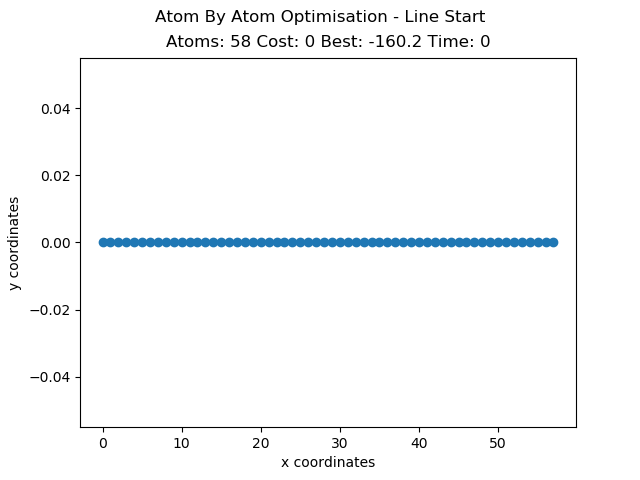 Atom By Atom Optimisation - Line Start
Atoms: 58 Cost: 0 Best: -160.2 Time: 0
0.04
0.02
0.00
−0.02
−0.04
y coordinates
0 10 20 30 40 50
x coordinates